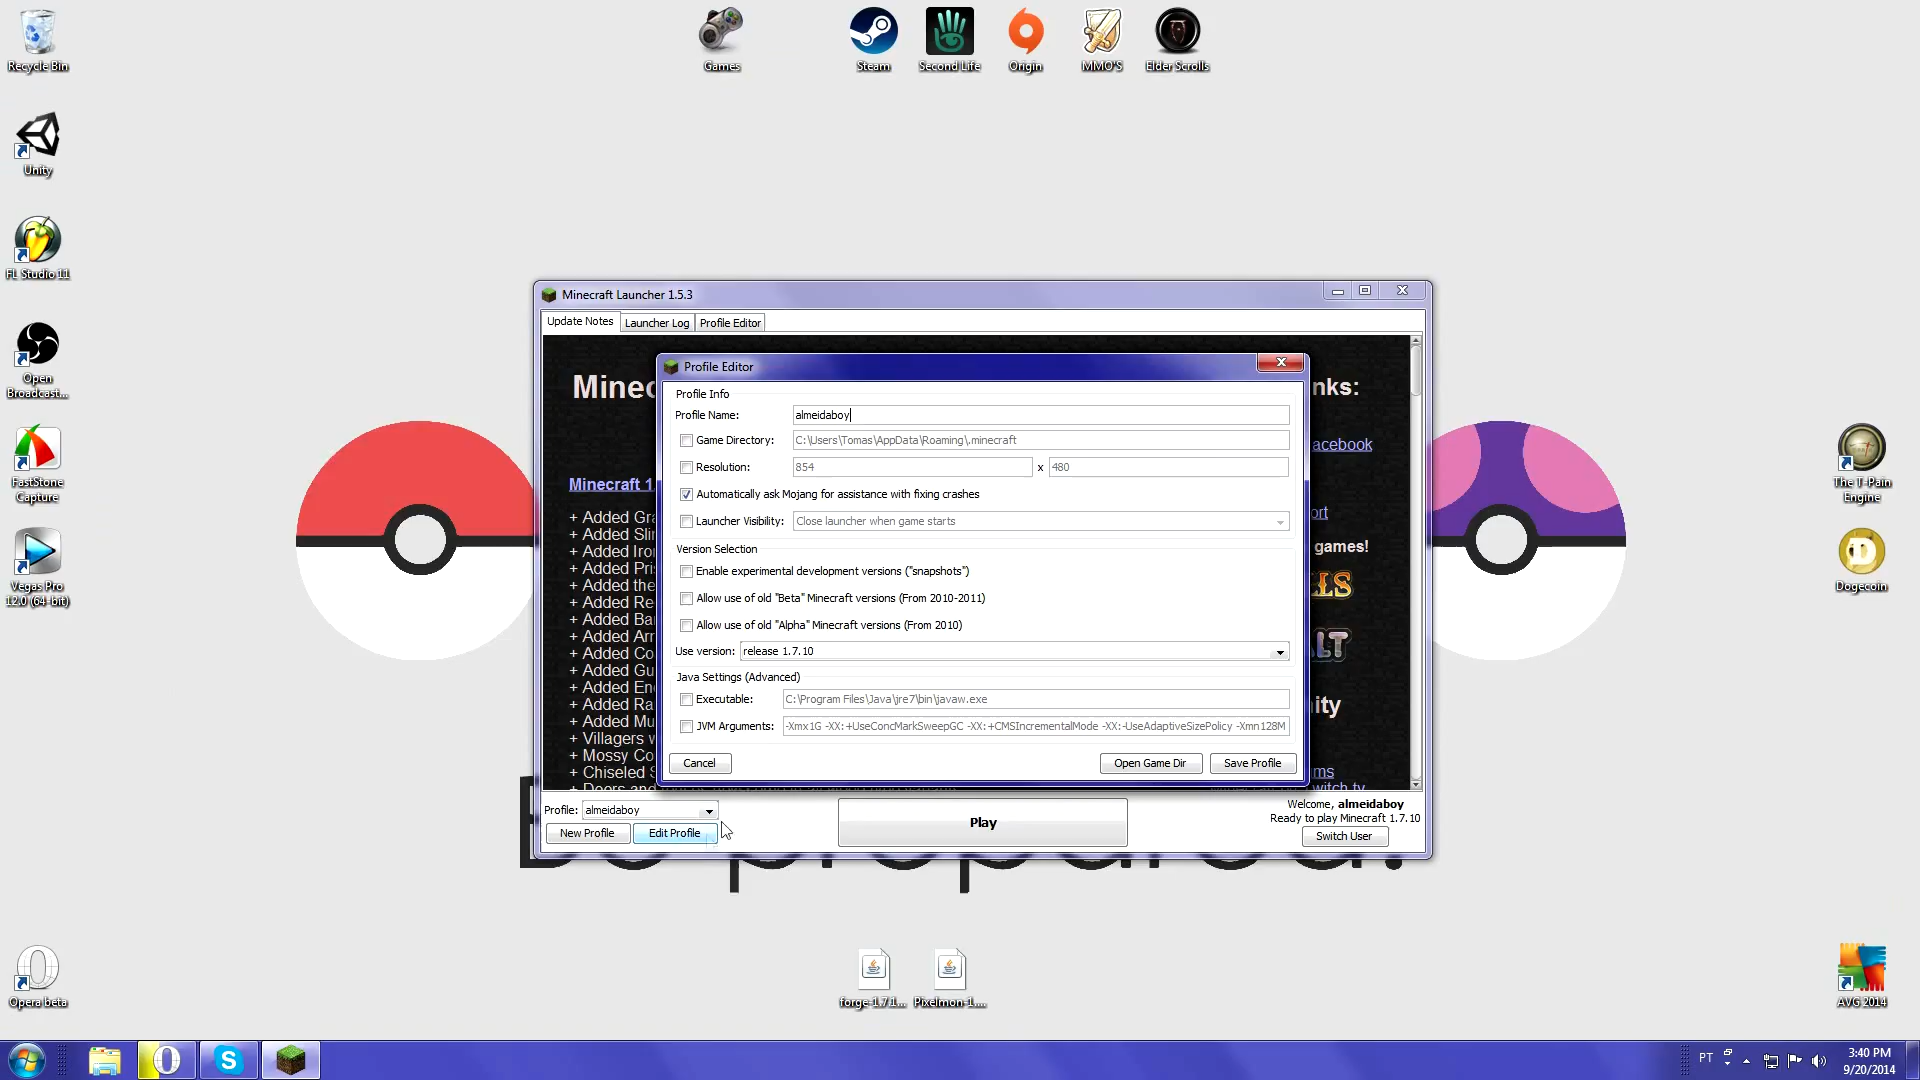 Recycle Bin
Games
Steam
Second Life
Origin
MMO'S
Elder Scrolls
Unity
FL Studio 11
Open
Broadcast...
FastStone
Capture
Vegas Pro
12.0 (64-bit)
The T-Pain
Engine
Dogecoin
Minecraft Launcher 1.5.3
Update Notes
Launcher Log
Profile Editor
Minec
nks:
acebook
Minecraft 1.
ort
games!
+ Added Gra
+ Added Slin
+ Added Iron
+ Added Pris
+ Added the
+ Added Re
+ Added Ba
+ Added Arr
+ Added Co
+ Added Gu
+ Added En
+ Added Ra
+ Added Mu
+ Villagers w
+ Mossy Co
+ Chiseled S
LLS
ALT
ity
ms
witch.tv
Profile Editor
Profile Info
Profile Name: almeidaboy
Game Directory: C:\Users\Tomas\AppData\Roaming\.minecraft
Resolution: 854 x 480
Automatically ask Mojang for assistance with fixing crashes
Launcher Visibility: Close launcher when game starts
Version Selection
Enable experimental development versions ("snapshots")
Allow use of old "Beta" Minecraft versions (From 2010-2011)
Allow use of old "Alpha" Minecraft versions (From 2010)
Use version: release 1.7.10
Java Settings (Advanced)
Executable: C:\Program Files\Java\jre7\bin\javaw.exe
JVM Arguments: -Xmx1G -XX:+UseConcMarkSweepGC -XX:+CMSIncrementalMode -XX:-UseAdaptiveSizePolicy -Xmn128M
Cancel
Open Game Dir
Save Profile
Profile: almeidaboy
New Profile
Edit Profile
Play
Welcome, almeidaboy
Ready to play Minecraft 1.7.10
Switch User
Opera beta
forge-1.7.1...
Pixelmon-1....
AVG 2014
PT
3:40 PM
9/20/2014